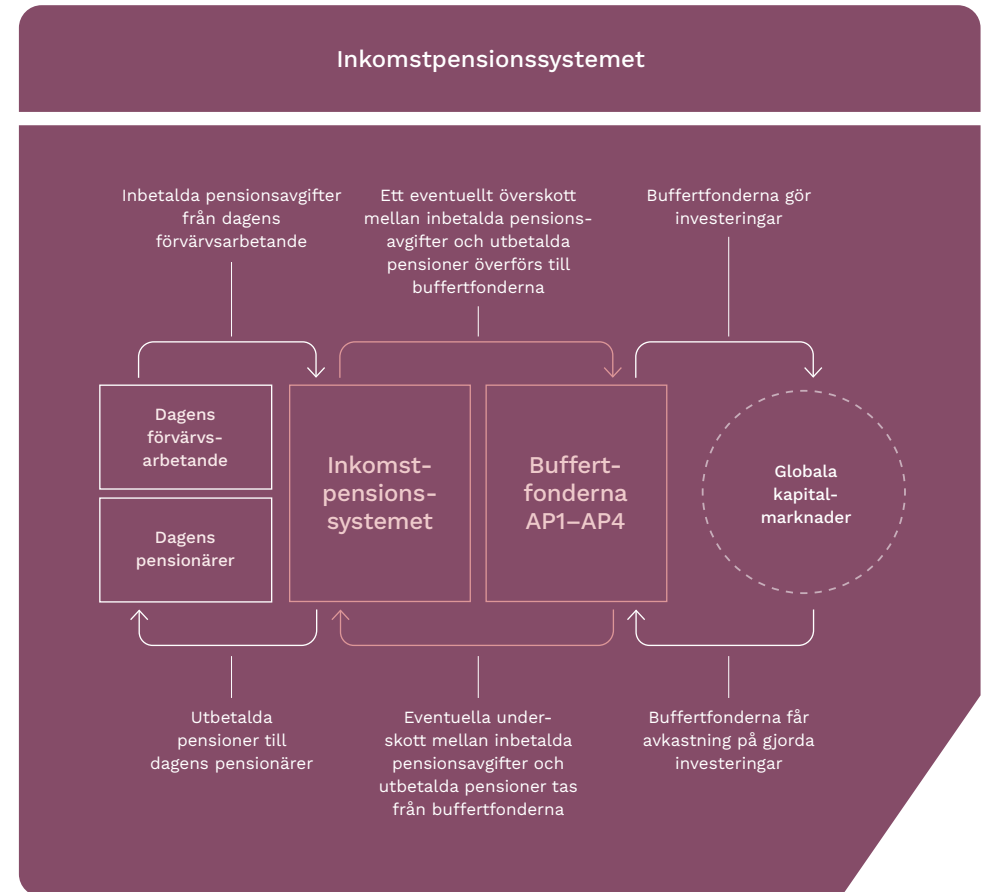 Inkomstpensionssystemet
Inbetalda pensionsavgifter
från dagens
förvärvsarbetande
Ett eventuellt överskott
mellan inbetalda pensions-
avgifter och utbetalda
pensioner överförs till
buffertfonderna
Buffertfonderna gör
investeringar
Dagens
förvärvs-
arbetande
Dagens
pensionärer
Inkomst-
pensions-
systemet
Buffert-
fonderna
AP1–AP4
Globala
kapital-
marknader
Utbetalda
pensioner till
dagens pensionärer
Eventuella under-
skott mellan inbetalda
pensionsavgifter och
utbetalda pensioner tas
från buffertfonderna
Buffertfonderna får
avkastning på gjorda
investeringar